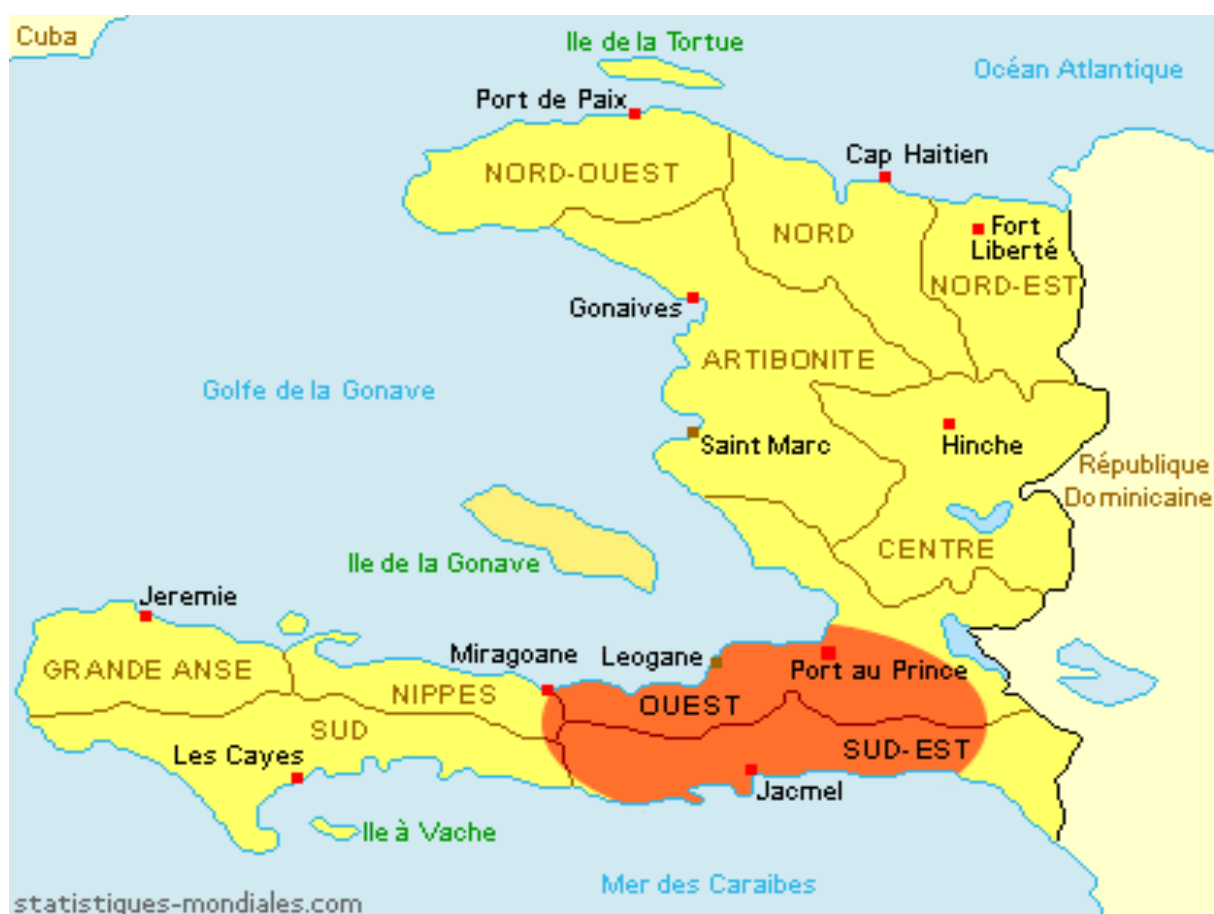 Cuba
Ile de la Tortue
Océan Atlantique
Port de Paix
Cap Haitien
NORD-OUEST
NORD
Fort
Liberté
NORD-EST
Gonaives
ARTIBONITE
Golfe de la Gonave
Saint Marc
Hinche
République
Dominicaine
CENTRE
Ile de la Gonave
Jeremie
Miragoane
Leogane
Port au Prince
GRANDE ANSE
NIPPES
OUEST
SUD
SUD-EST
Les Cayes
Jacmel
Ile à Vache
Mer des Caraibes
statistiques-mondiales.com